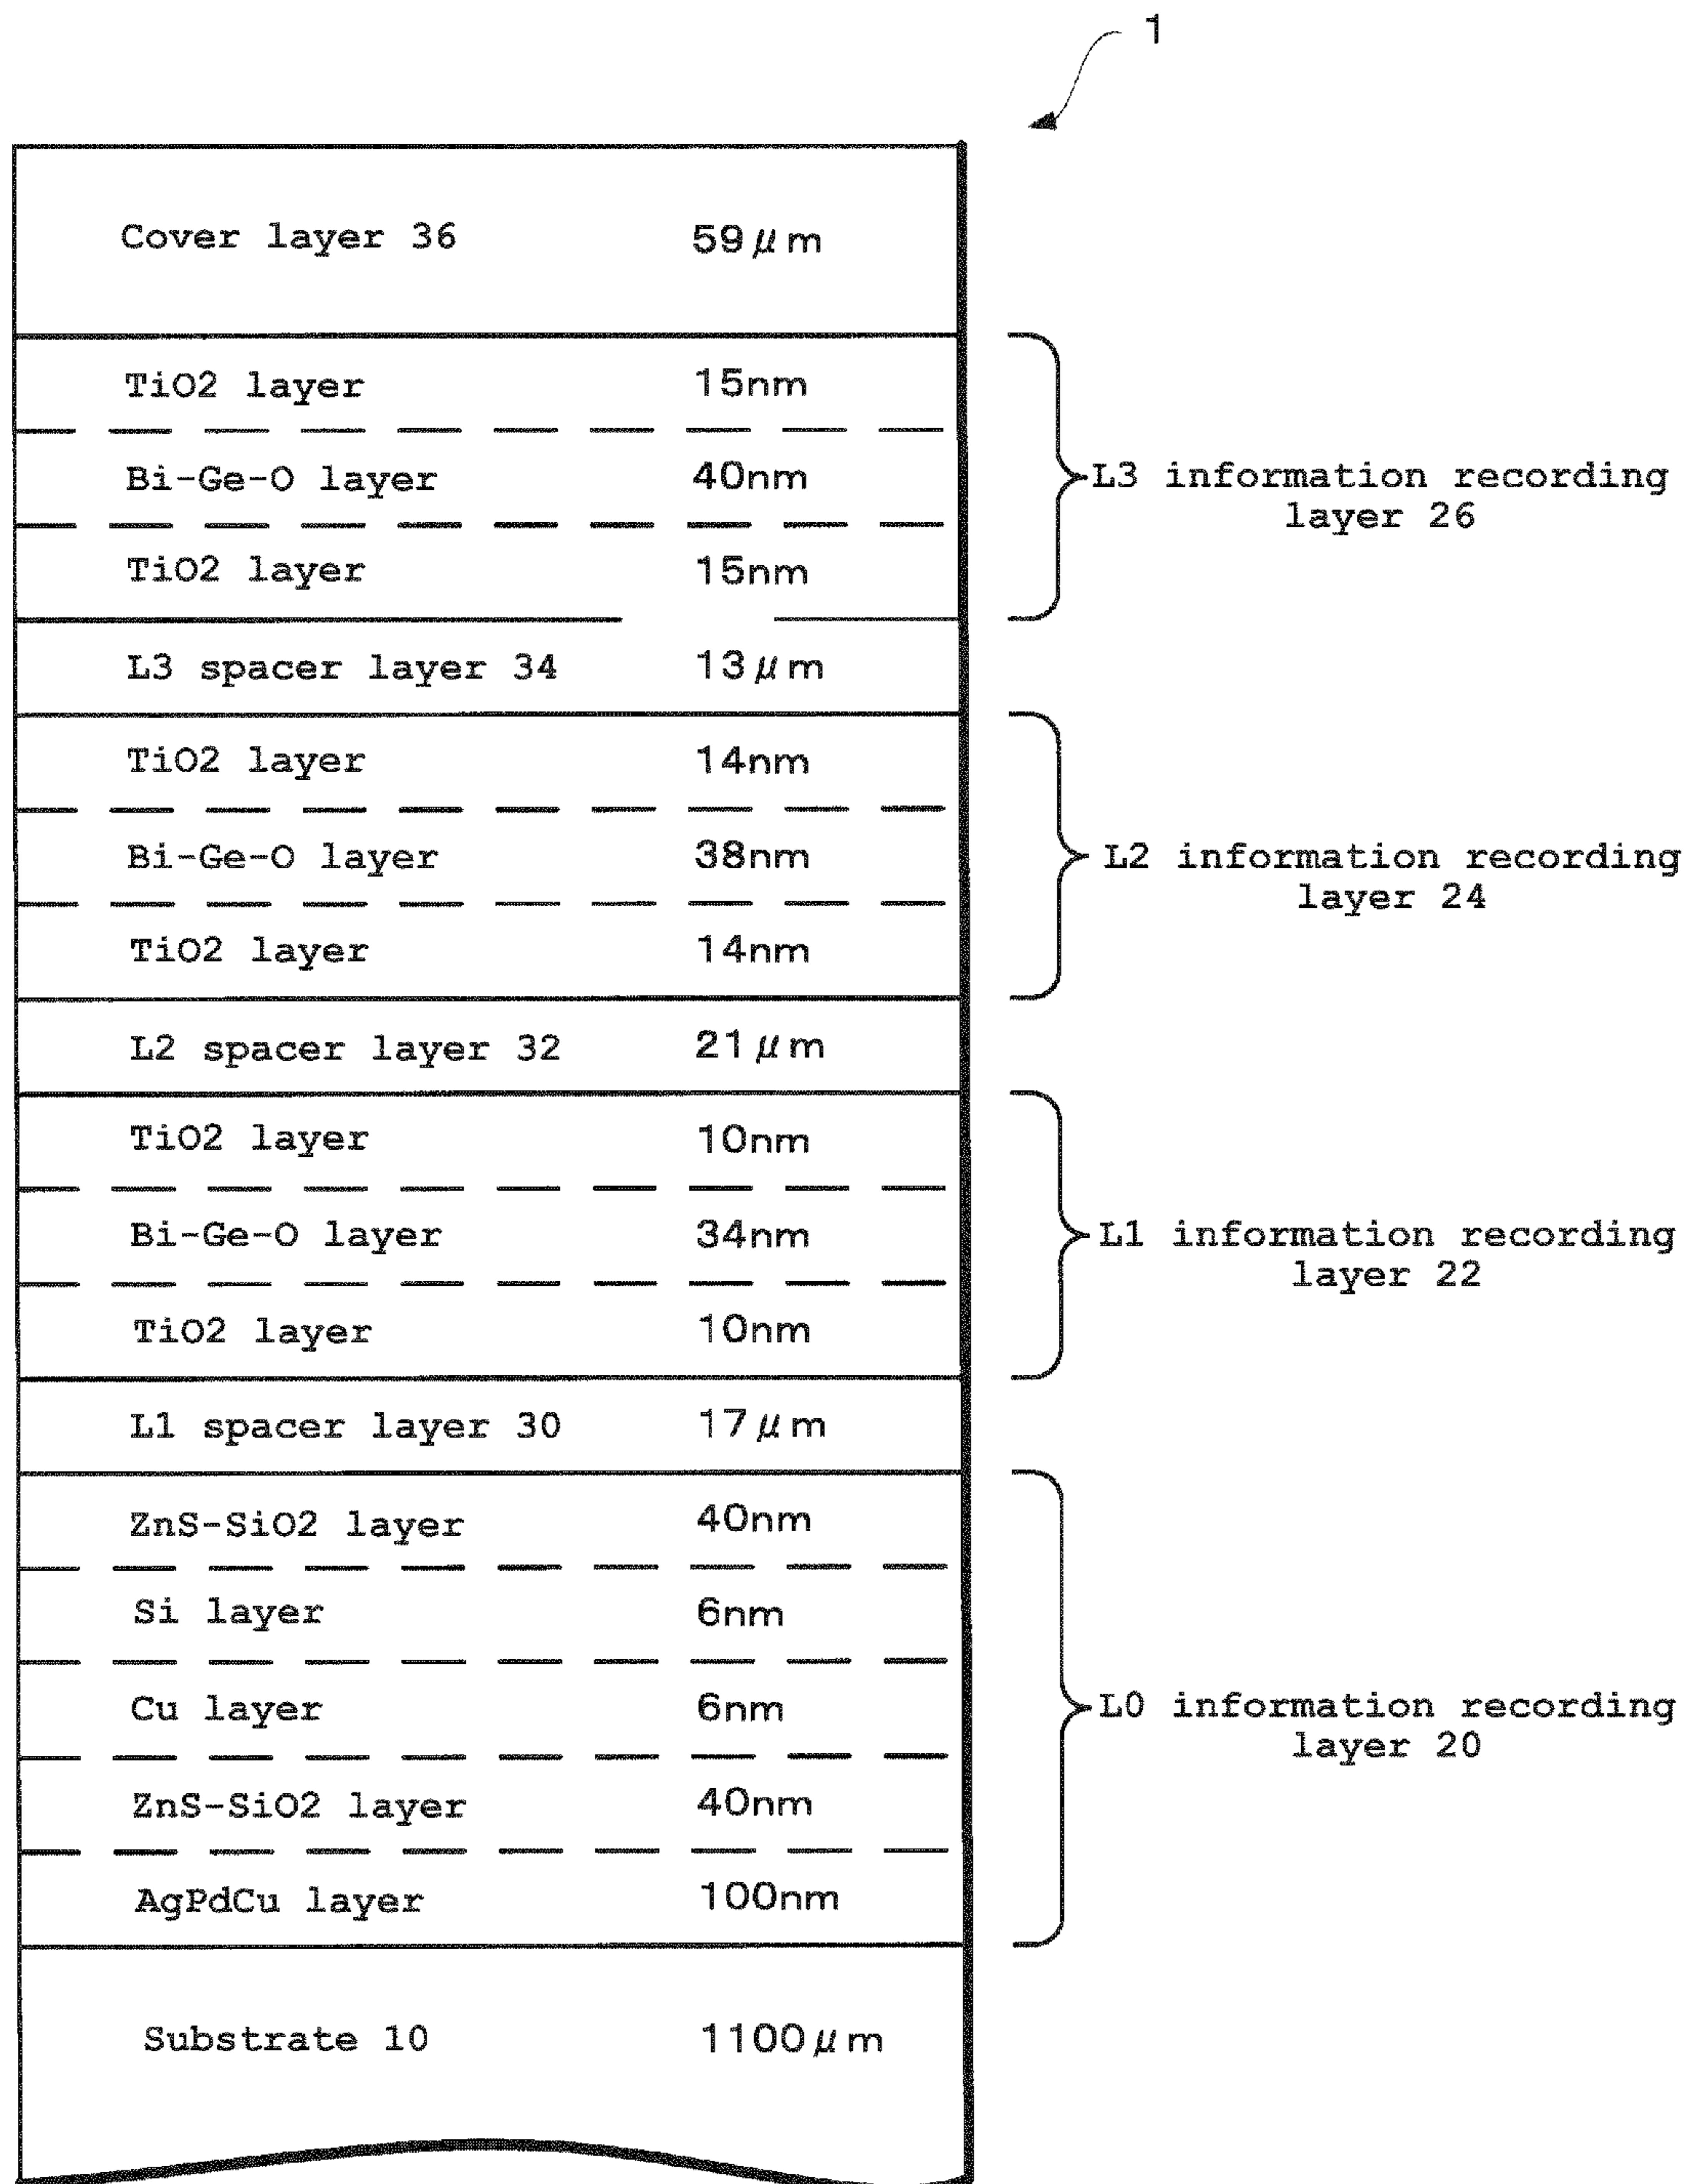 1
Cover layer 36 59μm
TiO2 layer 15nm
Bi-Ge-O layer 40nm
TiO2 layer 15nm
L3 information recording
layer 26
L3 spacer layer 34 13μm
TiO2 layer 14nm
Bi-Ge-O layer 38nm
TiO2 layer 14nm
L2 information recording
layer 24
L2 spacer layer 32 21μm
TiO2 layer 10nm
Bi-Ge-O layer 34nm
TiO2 layer 10nm
L1 information recording
layer 22
L1 spacer layer 30 17μm
ZnS-SiO2 layer 40nm
Si layer 6nm
Cu layer 6nm
ZnS-SiO2 layer 40nm
AgPdCu layer 100nm
L0 information recording
layer 20
Substrate 10 1100μm